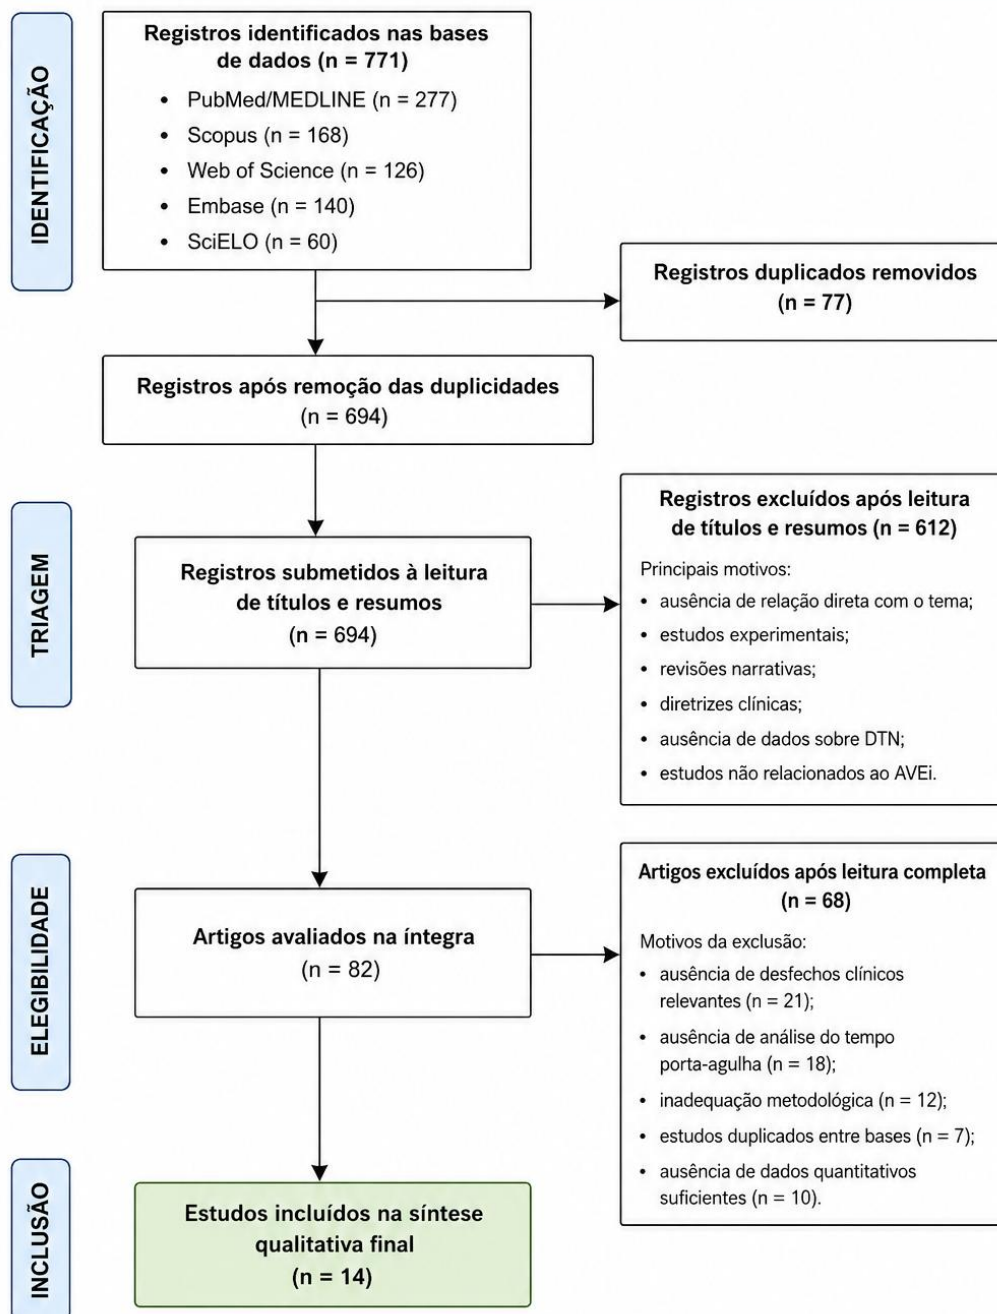 IDENTIFICAÇÃO
Registros identificados nas bases
de dados (n = 771)
• PubMed/MEDLINE (n = 277)
• Scopus (n = 168)
• Web of Science (n = 126)
• Embase (n = 140)
• SciELO (n = 60)
Registros duplicados removidos
(n = 77)
Registros após remoção das duplicidades
(n = 694)
TRIAGEM
Registros submetidos à leitura
de títulos e resumos
(n = 694)
Registros excluídos após leitura
de títulos e resumos (n = 612)
Principais motivos:
• ausência de relação direta com o tema;
• estudos experimentais;
• revisões narrativas;
• diretrizes clínicas;
• ausência de dados sobre DTN;
• estudos não relacionados ao AVEi.
ELEGIBILIDADE
Artigos avaliados na íntegra
(n = 82)
Artigos excluídos após leitura completa
(n = 68)
Motivos da exclusão:
• ausência de desfechos clínicos
relevantes (n = 21);
• ausência de análise do tempo
porta-agulha (n = 18);
• inadequação metodológica (n = 12);
• estudos duplicados entre bases (n = 7);
• ausência de dados quantitativos
suficientes (n = 10).
INCLUSÃO
Estudos incluídos na síntese
qualitativa final
(n = 14)